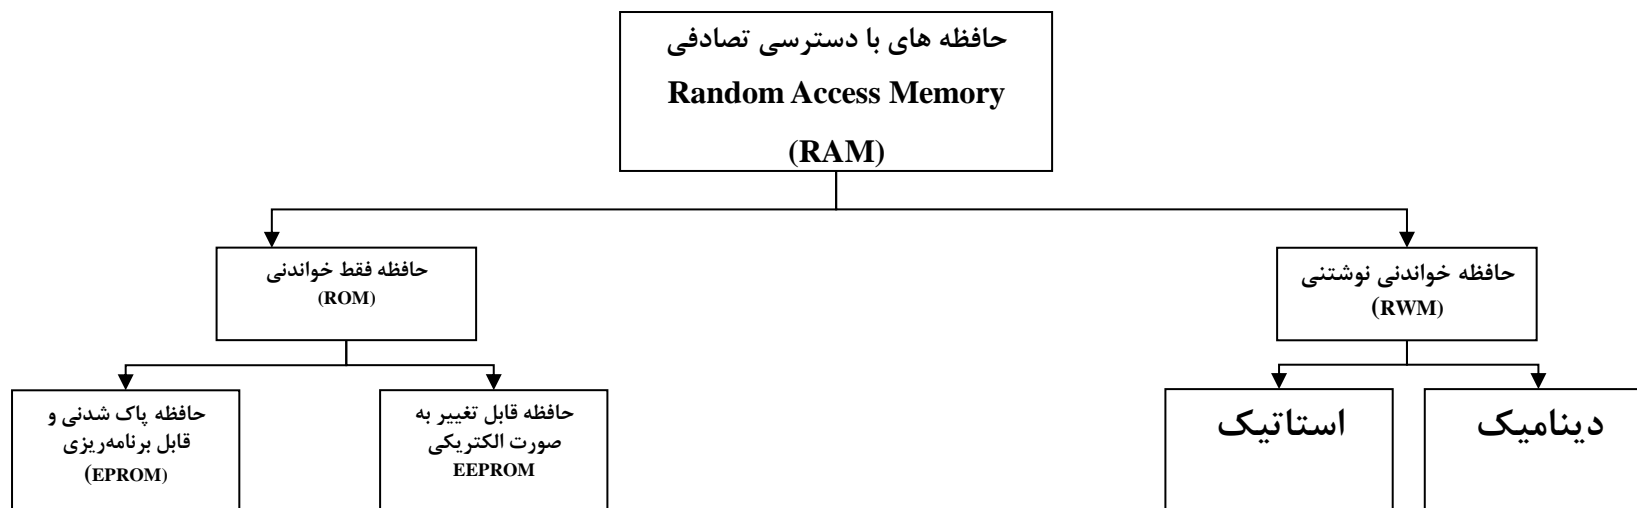 حافظه های با دسترسی تصادفی
Random Access Memory
(RAM)
حافظه خواندنی نوشتنی
(RWM)
حافظه فقط خواندنی
(ROM)
دینامیک
استاتیک
حافظه قابل تغییر به
صورت الکتریکی
EEPROM
حافظه پاک شدنی و
قابل برنامه‌ریزی
(EPROM)